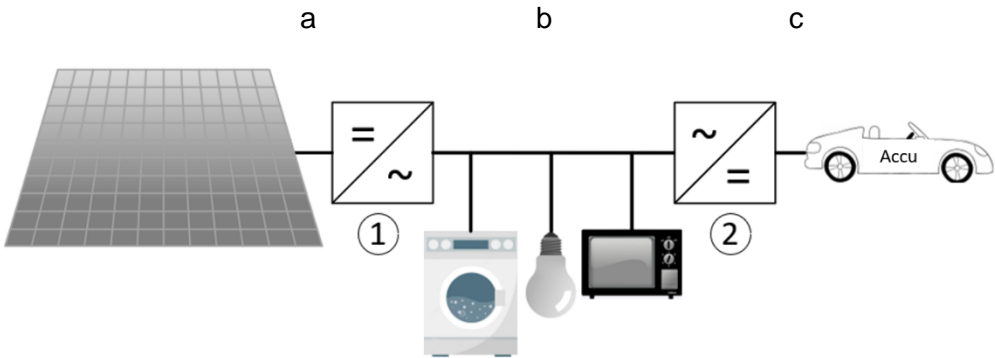 a b c
= ~
~ =
Accu
1 2